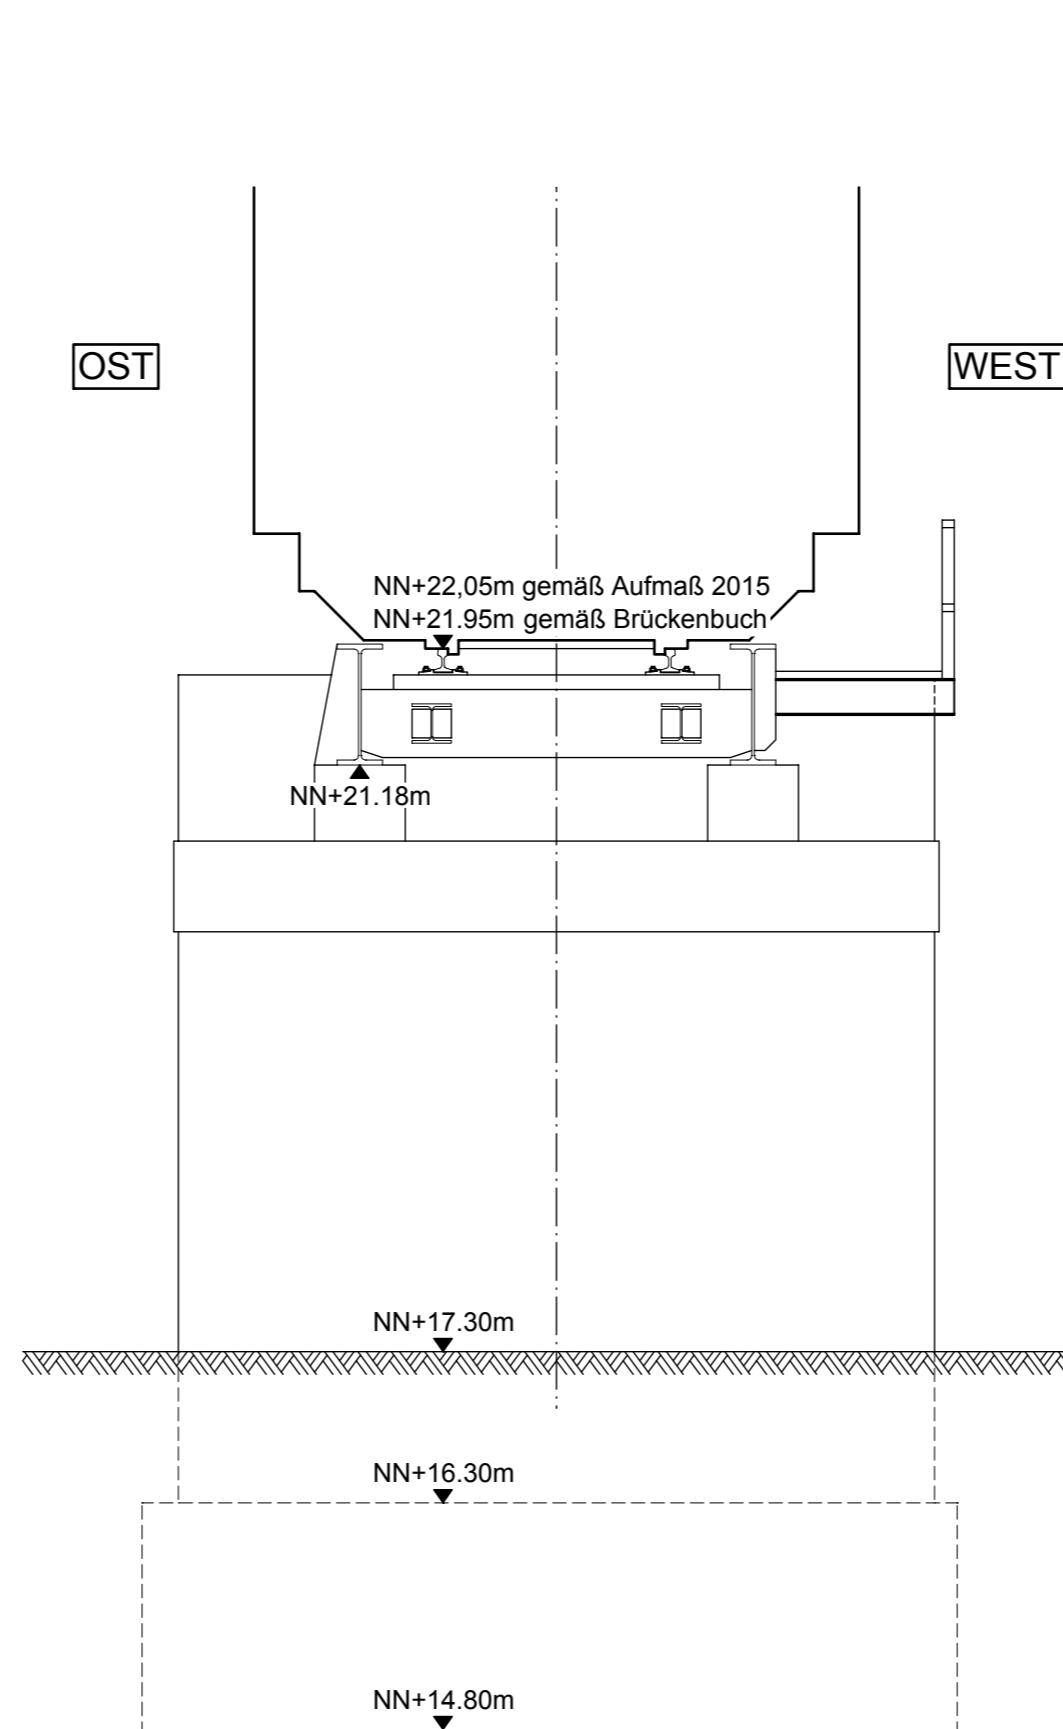 OST
WEST
NN+22,05m gemäß Aufmaß 2015
NN+21.95m gemäß Brückenbuch
NN+21.18m
NN+17.30m
NN+16.30m
NN+14.80m